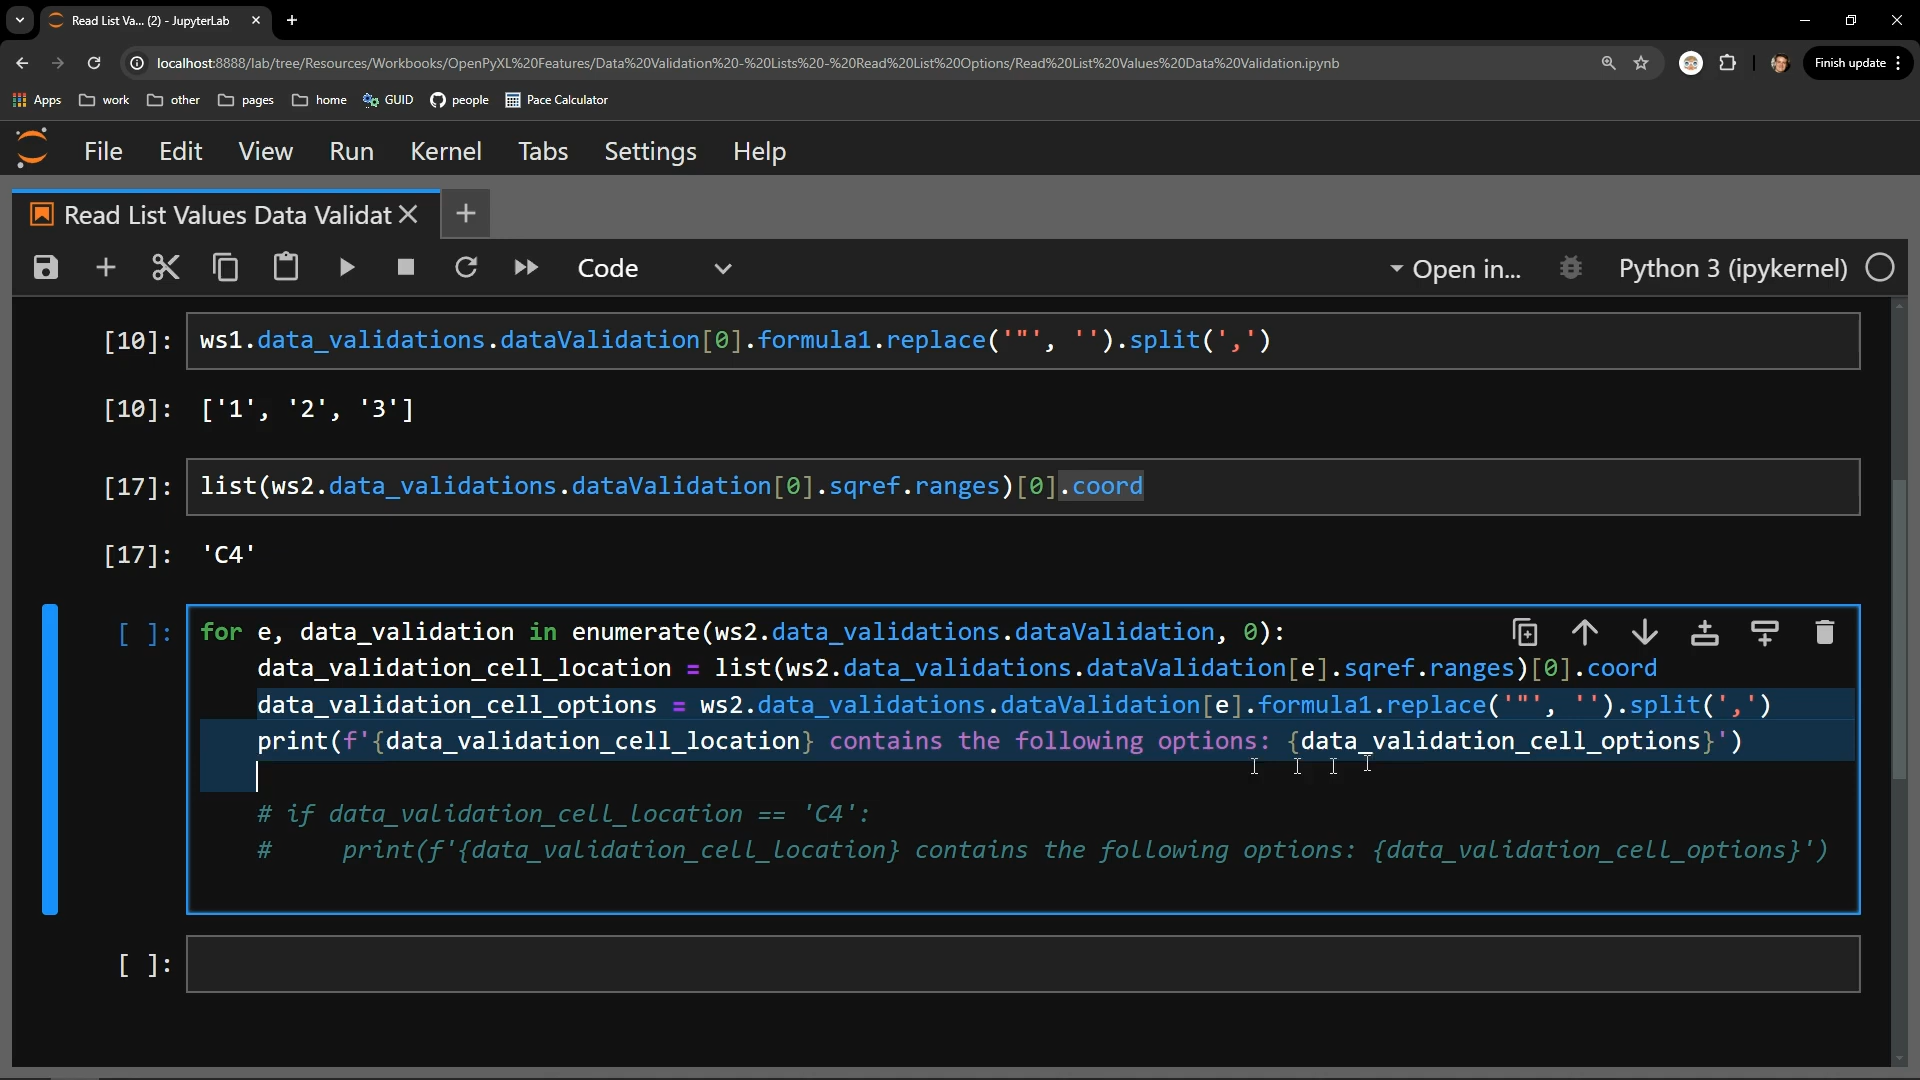 Read List Va... (2) - JupyterLab
localhost:8888/lab/tree/Resources/Workbooks/OpenPyXL%20Features/Data%20Validation%20-%20Lists%20-%20Read%20List%20Options/Read%20List%20Values%20Data%20Validation.ipynb
Finish update
Apps work other pages home GUID people Pace Calculator
File Edit View Run Kernel Tabs Settings Help
Read List Values Data Validat
Code Open in... Python 3 (ipykernel)
[10]: ws1.data_validations.dataValidation[0].formula1.replace('"', '').split(',')
[10]: ['1', '2', '3']
[17]: list(ws2.data_validations.dataValidation[0].sqref.ranges)[0].coord
[17]: 'C4'
[ ]: for e, data_validation in enumerate(ws2.data_validations.dataValidation, 0):
data_validation_cell_location = list(ws2.data_validations.dataValidation[e].sqref.ranges)[0].coord
data_validation_cell_options = ws2.data_validations.dataValidation[e].formula1.replace('"', '').split(',')
print(f'{data_validation_cell_location} contains the following options: {data_validation_cell_options}')
# if data_validation_cell_location == 'C4':
# print(f'{data_validation_cell_location} contains the following options: {data_validation_cell_options}')
[ ]: